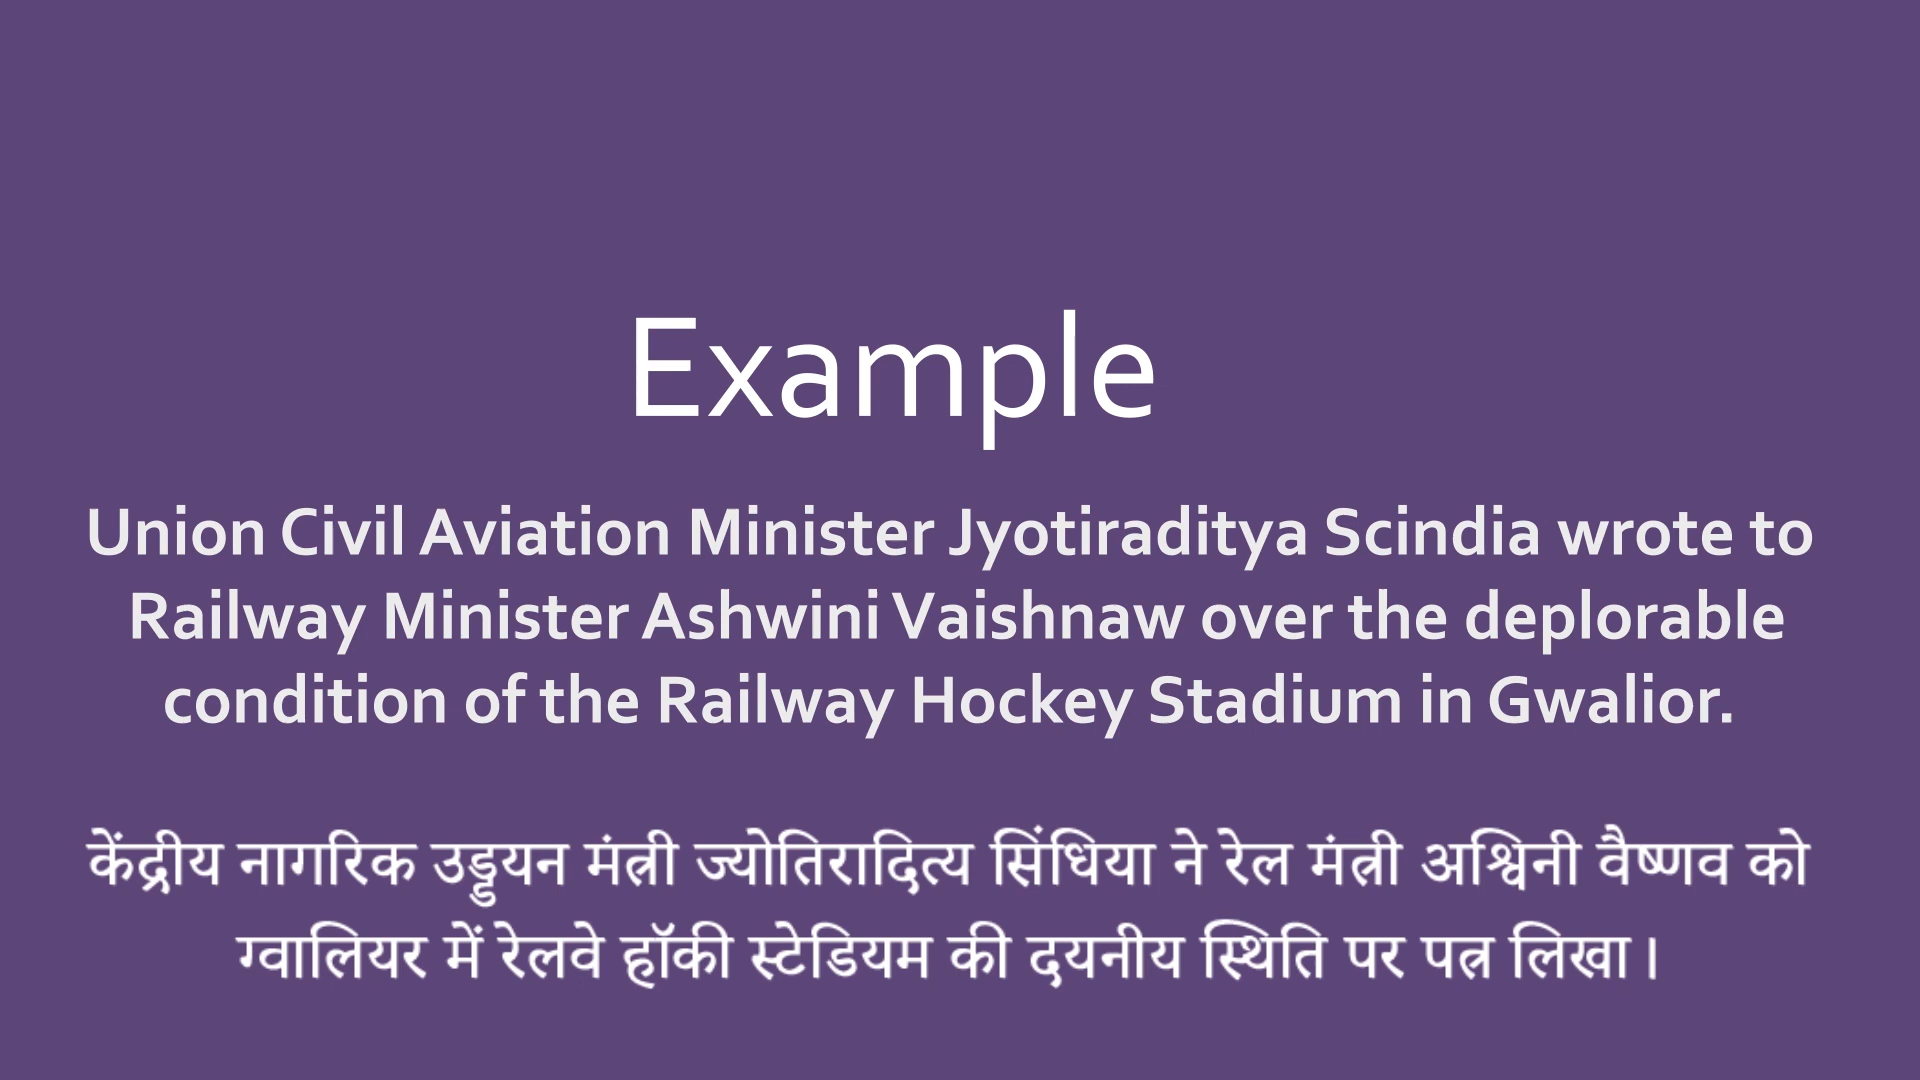 Example
Union Civil Aviation Minister Jyotiraditya Scindia wrote to
Railway Minister Ashwini Vaishnaw over the deplorable
condition of the Railway Hockey Stadium in Gwalior.
केंद्रीय नागरिक उड्डयन मंत्री ज्योतिरादित्य सिंधिया ने रेल मंत्री अश्विनी वैष्णव को
ग्वालियर में रेलवे हॉकी स्टेडियम की दयनीय स्थिति पर पत्र लिखा।